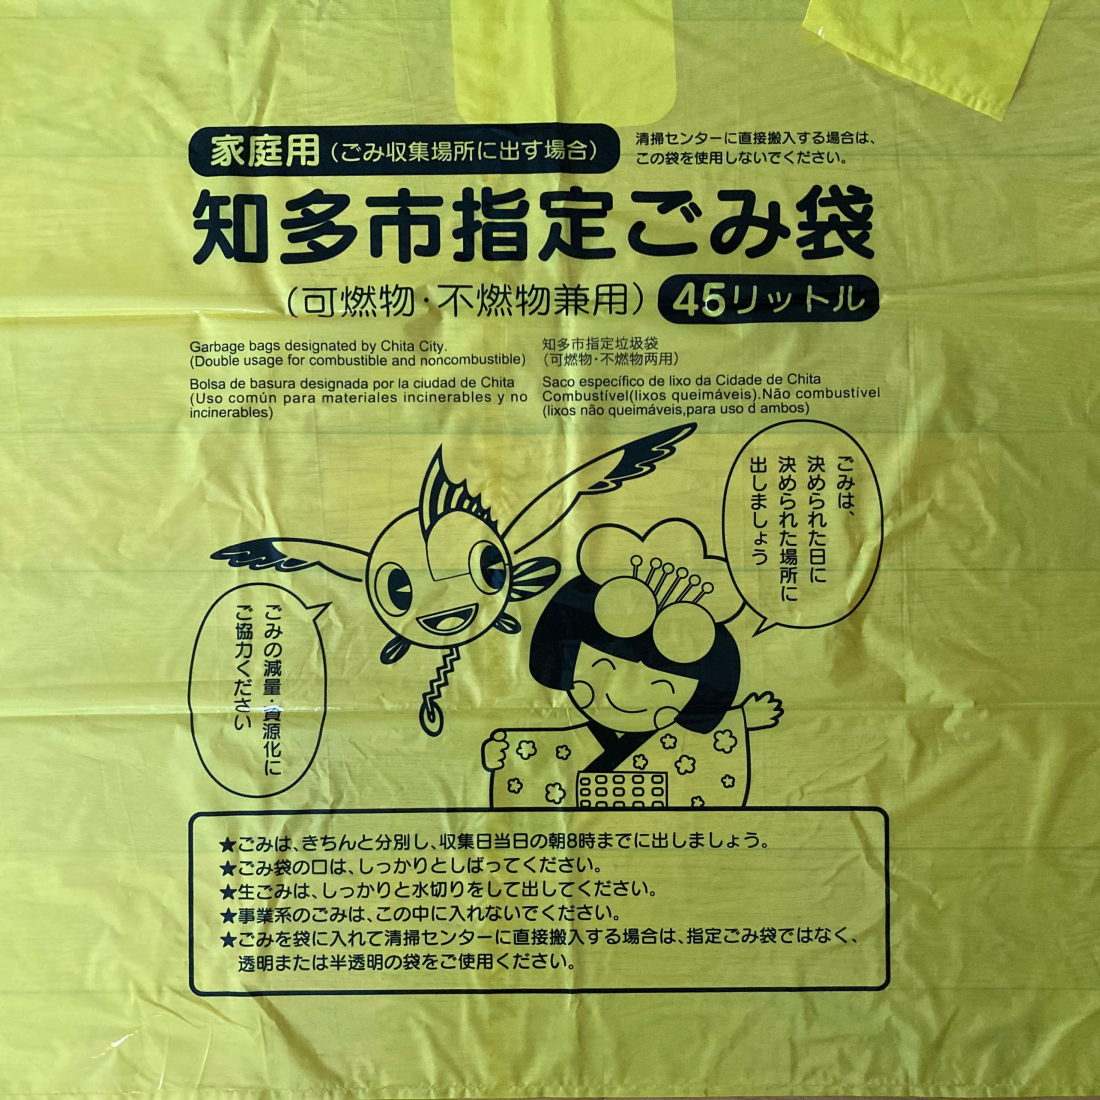 家庭用(ごみ収集場所に出す場合)
清掃センターに直接搬入する場合は、
この袋を使用しないでください。
知多市指定ごみ袋
(可燃物・不燃物兼用)
45リットル
Garbage bags designated by Chita City.
(Double usage for combustible and noncombustible)
知多市指定垃圾袋
(可燃物・不燃物两用)
Bolsa de basura designada por la ciudad de Chita
(Uso común para materiales incinerables y no
incinerables)
Saco específico de lixo da Cidade de Chita
Combustível(lixos queimáveis).Não combustível
(lixos não queimáveis,para uso d ambos)
ごみは、
決められた日に
決められた場所に
出しましょう
ごみの減量・資源化に
ご協力ください
★ごみは、きちんと分別し、収集日当日の朝8時までに出しましょう。
★ごみ袋の口は、しっかりとしばってください。
★生ごみは、しっかりと水切りをして出してください。
★事業系のごみは、この中に入れないでください。
★ごみを袋に入れて清掃センターに直接搬入する場合は、指定ごみ袋ではなく、
透明または半透明の袋をご使用ください。